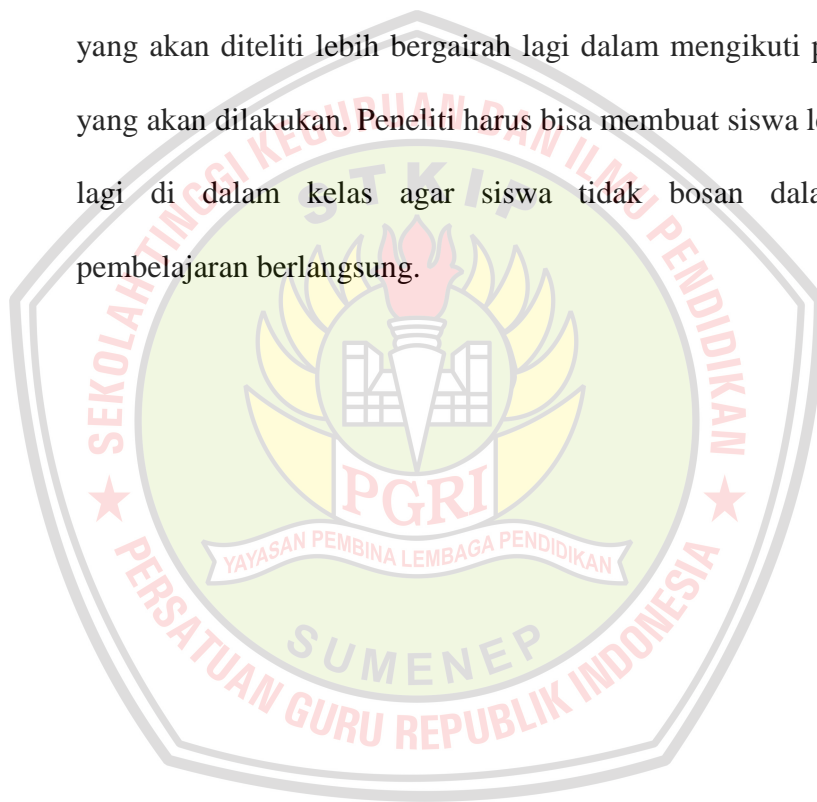 yang akan diteliti lebih bergairah lagi dalam mengikuti
yang akan dilakukan. Peneliti harus bisa membuat siswa
lagi di dalam kelas agar siswa tidak bosan
pembelajaran berlangsung.
SEKOLAH TINGGI KEGURUAN DAN ILMU PENDIDIKAN
STKIP
PGRI
YAYASAN PEMBINA LEMBAGA PENDIDIKAN
SUMENEP
PERSATUAN GURU REPUBLIK INDONESIA